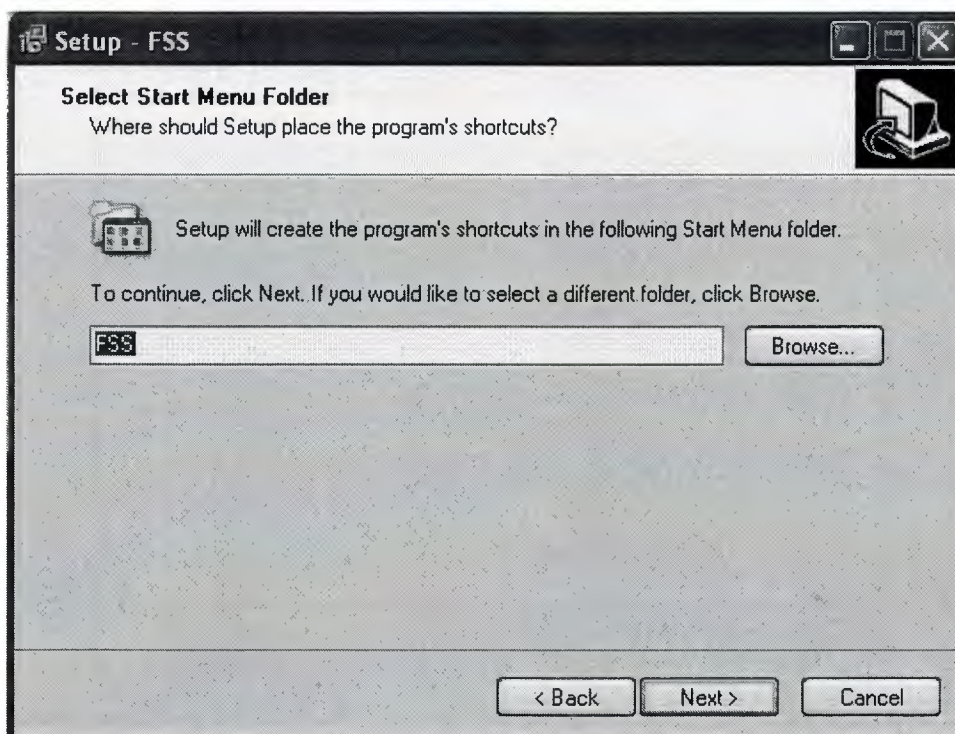 Setup - FSS
Select Start Menu Folder
Where should Setup place the program's shortcuts?
Setup will create the program's shortcuts in the following Start Menu folder.
To continue, click Next. If you would like to select a different folder, click Browse.
FSS
Browse...
< Back
Next >
Cancel